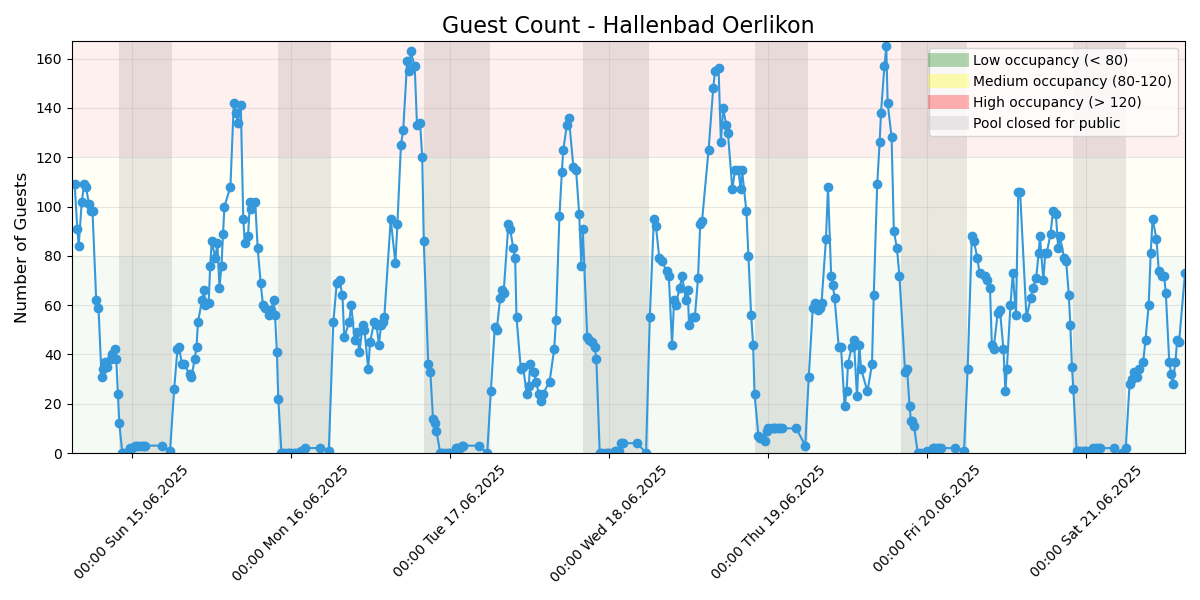 Guest Count - Hallenbad Oerlikon
Number of Guests
160
140
120
100
80
60
40
20
0
Low occupancy (< 80)
Medium occupancy (80-120)
High occupancy (> 120)
Pool closed for public
00:00 Sun 15.06.2025
00:00 Mon 16.06.2025
00:00 Tue 17.06.2025
00:00 Wed 18.06.2025
00:00 Thu 19.06.2025
00:00 Fri 20.06.2025
00:00 Sat 21.06.2025